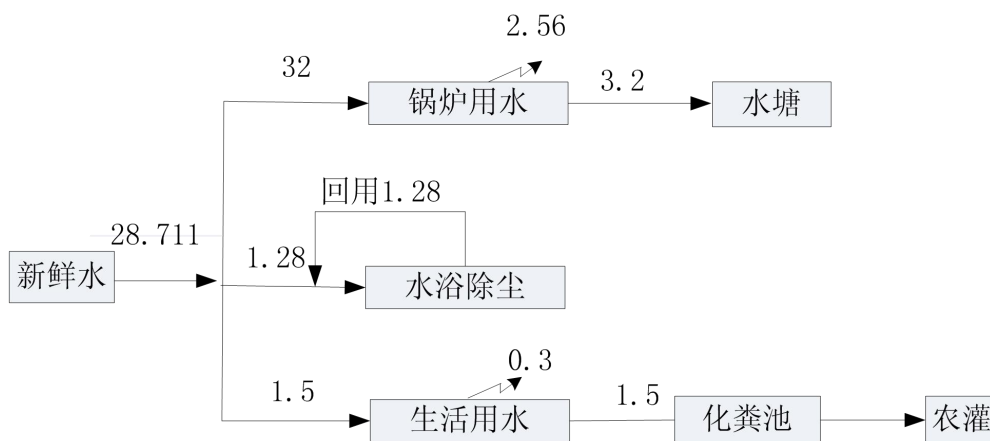 2.56
32
3.2
锅炉用水
水塘
回用1.28
28.711
1.28
新鲜水
水浴除尘
0.3
1.5
1.5
生活用水
化粪池
农灌